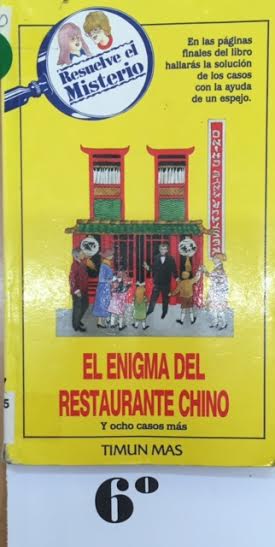 Resuelve el
Misterio
En las páginas
finales del libro
hallarás la solución
de los casos
con la ayuda
de un espejo.
EL ENIGMA DEL
RESTAURANTE CHINO
Y ocho casos más
TIMUN MAS
5
6º